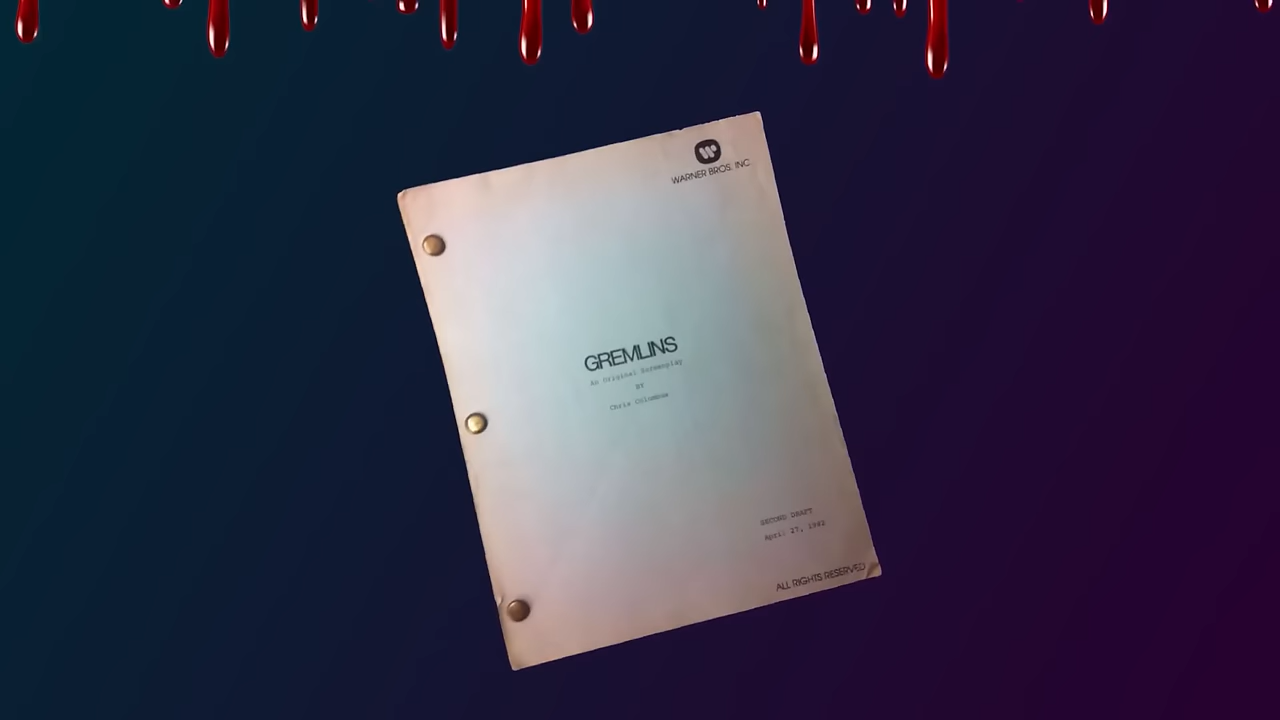 WARNER BROS. INC
GREMLINS
An Original Screenplay
BY
Chris Columbus
SECOND DRAFT
April 27, 1982
ALL RIGHTS RESERVED